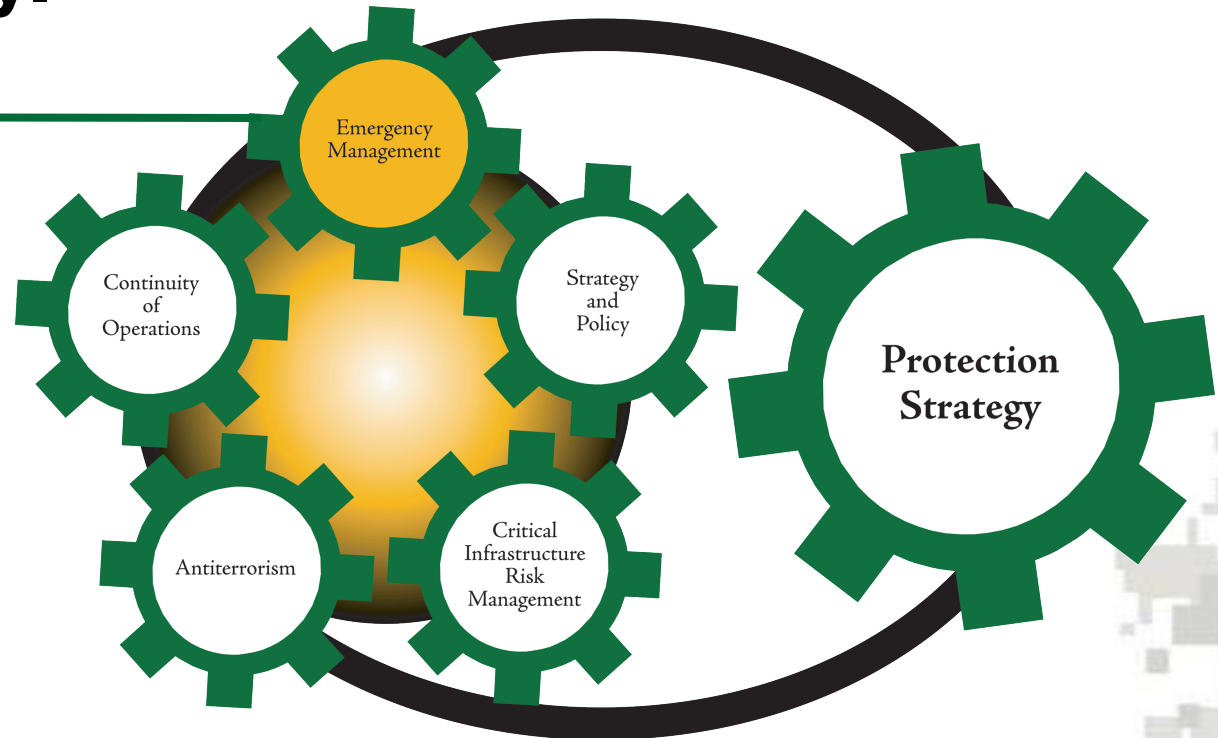 Emergency
Management
Continuity
of
Operations
Strategy
and
Policy
Protection
Strategy
Antiterrorism
Critical
Infrastructure
Risk
Management